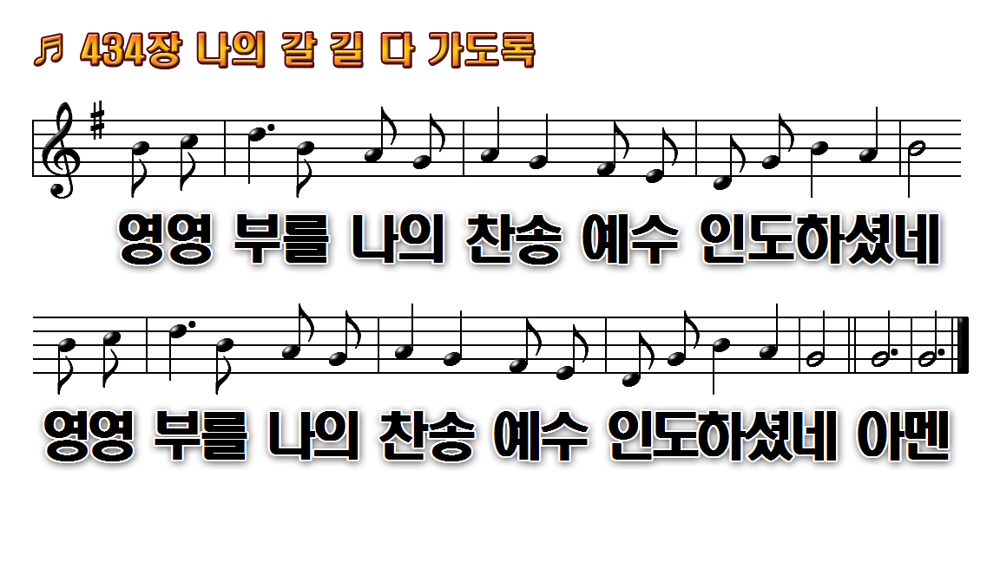 434장 나의 갈 길 다 가도록
영영 부를 나의 찬송 예수 인도하셨네
영영 부를 나의 찬송 예수 인도하셨네 아멘